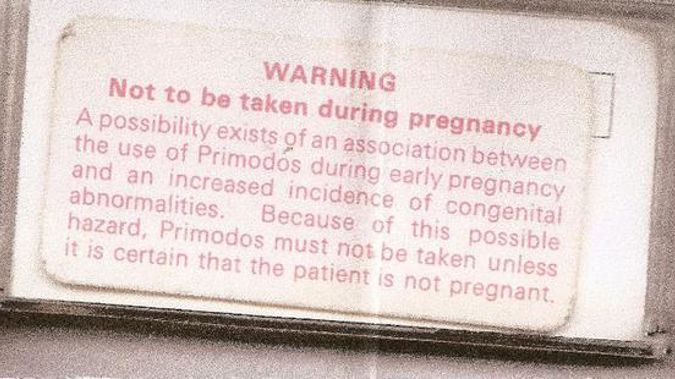 WARNING
Not to be taken during pregnancy
A possibility exists of an association between
the use of Primodos during early pregnancy
and an increased incidence of congenital
abnormalities. Because of this possible
hazard, Primodos must not be taken unless
it is certain that the patient is not pregnant.